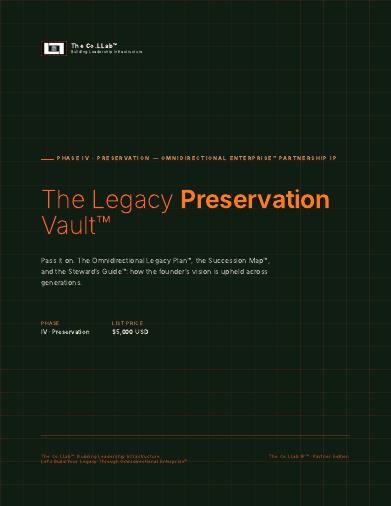 The Co.LLab™
Building Leadership Infrastructure
PHASE IV · PRESERVATION — OMNIDIRECTIONAL ENTERPRISE™ PARTNERSHIP IP
The Legacy Preservation
Vault™
Pass it on. The Omnidirectional Legacy Plan™, the Succession Map™,
and the Steward's Guide™: how the founder's vision is upheld across
generations.
PHASE
LIST PRICE
IV · Preservation
$5,000 USD
The Co.LLab™ Building Leadership Infrastructure
Let's Build Your Legacy Through Omnidirectional Enterprise™
The Co.LLab IP™ · Partner Edition